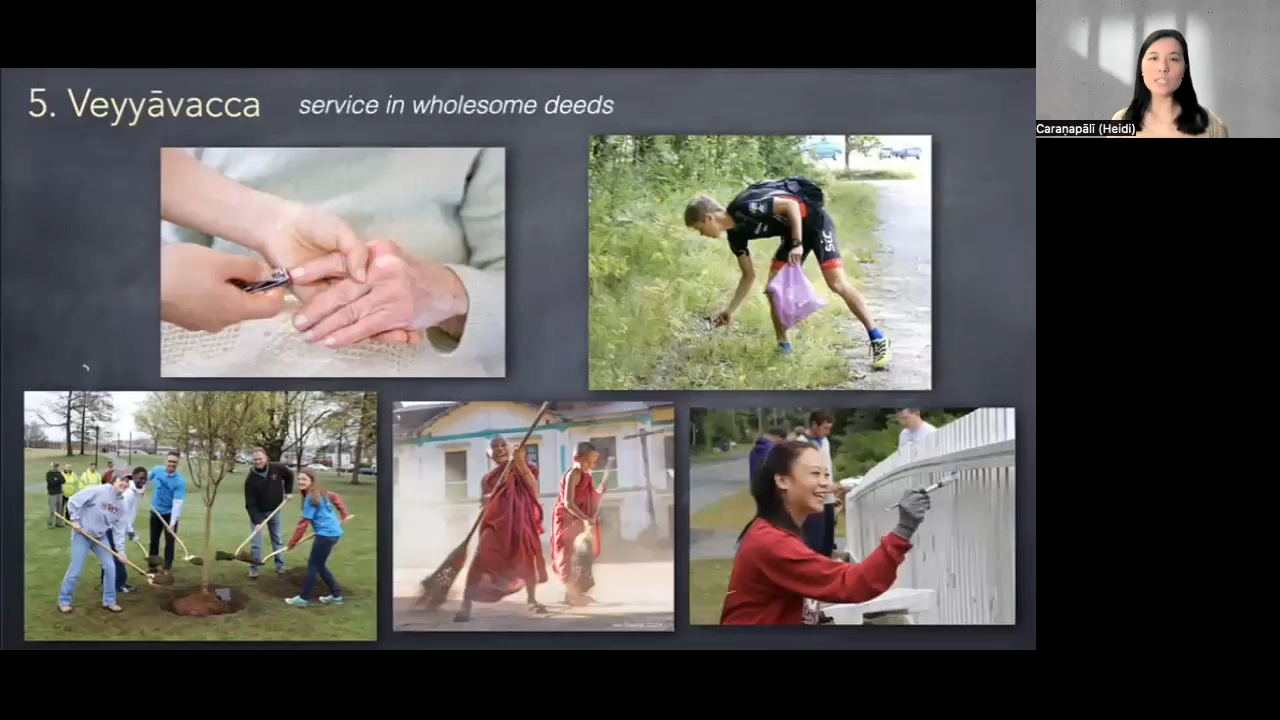 5. Veyyāvacca
service in wholesome deeds
Caraṇapālī (Heidi)